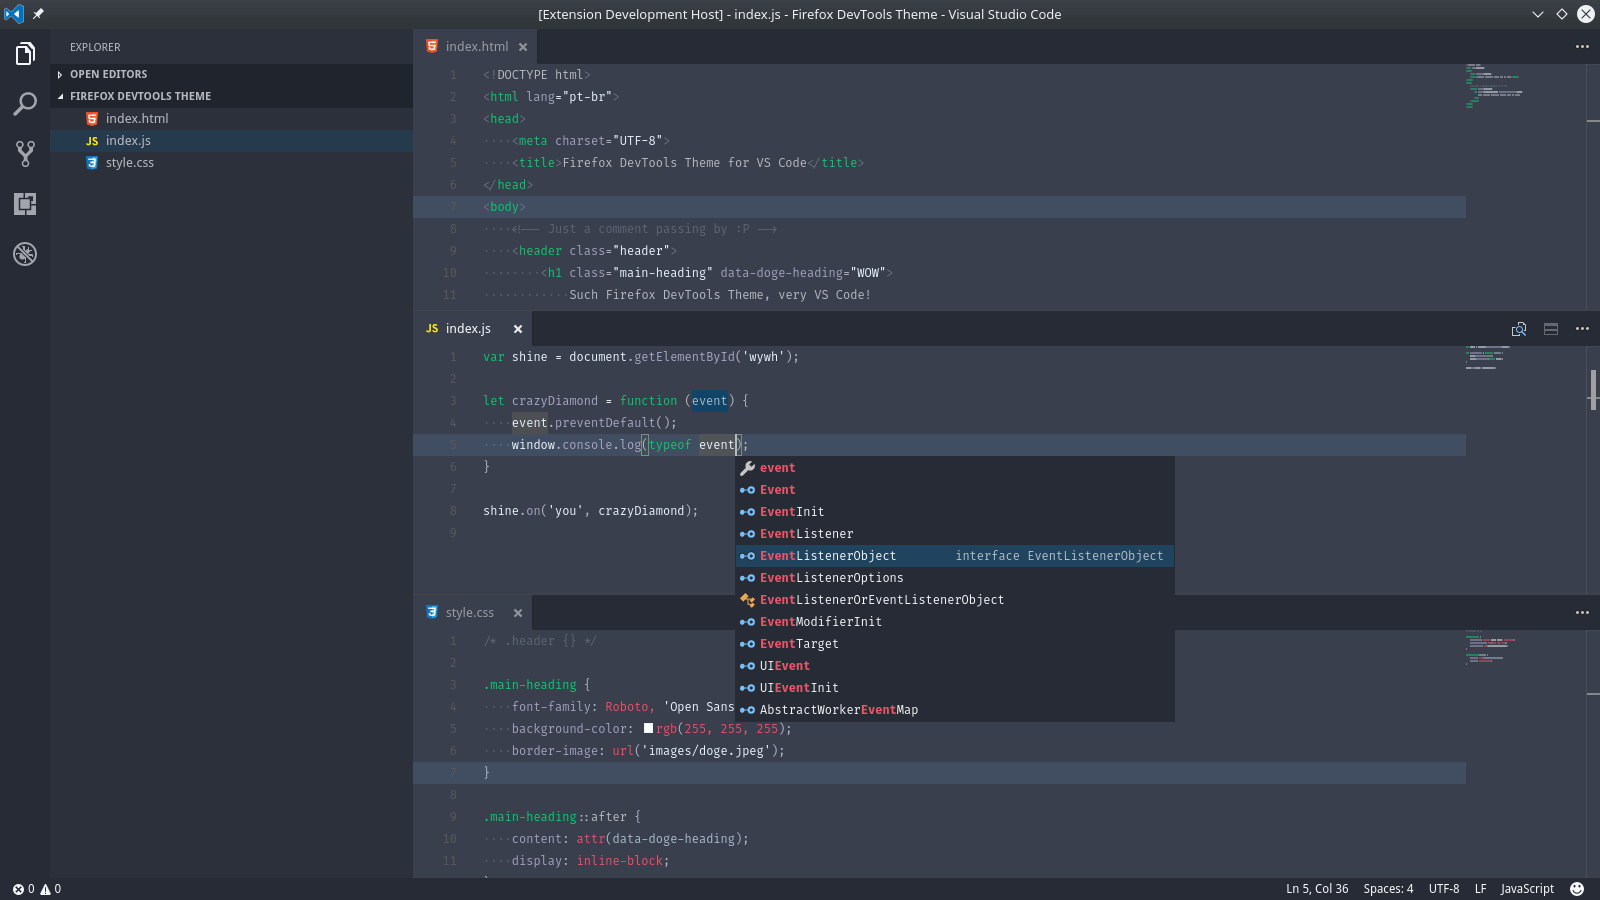 [Extension Development Host] - index.js - Firefox DevTools Theme - Visual Studio Code
EXPLORER
OPEN EDITORS
FIREFOX DEVTOOLS THEME
index.html
JS index.js
style.css
index.html
1 <!DOCTYPE html>
2 <html lang="pt-br">
3 <head>
4 ····<meta charset="UTF-8">
5 ····<title>Firefox DevTools Theme for VS Code</title>
6 </head>
7 <body>
8 ····<!-- Just a comment passing by :P -->
9 ····<header class="header">
10 ········<h1 class="main-heading" data-doge-heading="WOW">
11 ············Such Firefox DevTools Theme, very VS Code!
JS index.js
1 var shine = document.getElementById('wywh');
2
3 let crazyDiamond = function (event) {
4 ····event.preventDefault();
5 ····window.console.log(typeof event);
6 }
7
8 shine.on('you', crazyDiamond);
9
event
Event
EventInit
EventListener
EventListenerObject interface EventListenerObject
EventListenerOptions
EventListenerOrEventListenerObject
EventModifierInit
EventTarget
UIEvent
UIEventInit
AbstractWorkerEventMap
style.css
1 /* .header {} */
2
3 .main-heading {
4 ····font-family: Roboto, 'Open Sans
5 ····background-color: rgb(255, 255, 255);
6 ····border-image: url('images/doge.jpeg');
7 }
8
9 .main-heading::after {
10 ····content: attr(data-doge-heading);
11 ····display: inline-block;
0 0
Ln 5, Col 36 Spaces: 4 UTF-8 LF JavaScript